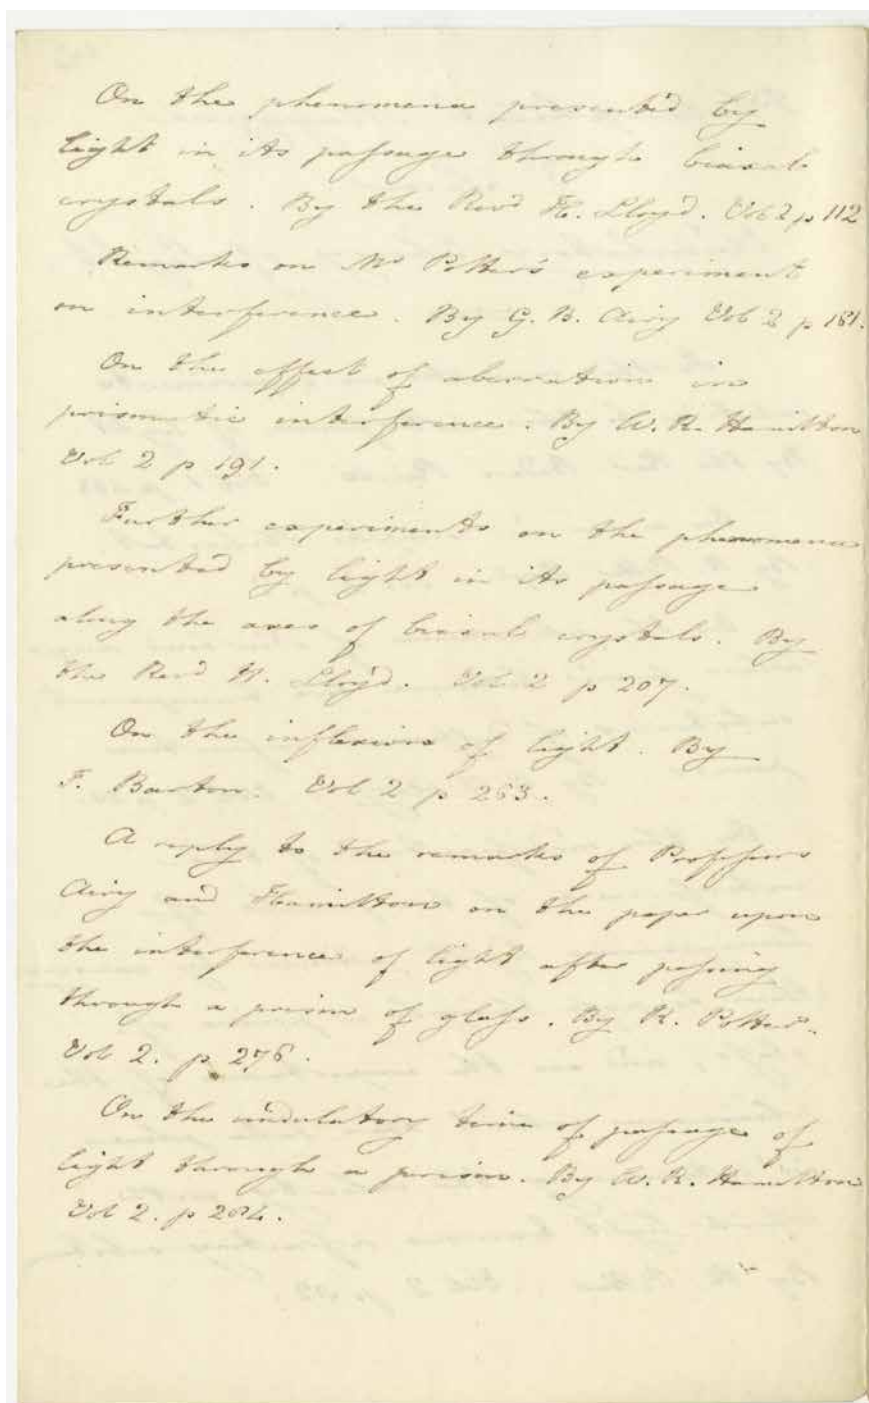 On the phenomena presented by
light in its passage through biaxal
crystals. By the Revd H. Lloyd. Vol 2 p 112
Remarks on Mr Potter's experiment
on interference. By G. B. Airy Vol 2 p 161.
On the effect of aberration in
prismatic interference. By W. R. Hamilton
Vol 2 p 191.
Further experiments on the phenomena
presented by light in its passage
along the axes of biaxal crystals. By
the Revd H. Lloyd. Vol 2 p 207.
On the inflexion of light. By
F. Barton. Vol 2 p 263.
A reply to the remarks of Professors
Airy and Hamilton on the paper upon
the interference of light after passing
through a prism of glass. By R. Potter.
Vol 2. p 276.
On the undulatory time of passage of
light through a prism. By W. R. Hamilton
Vol 2. p 284.